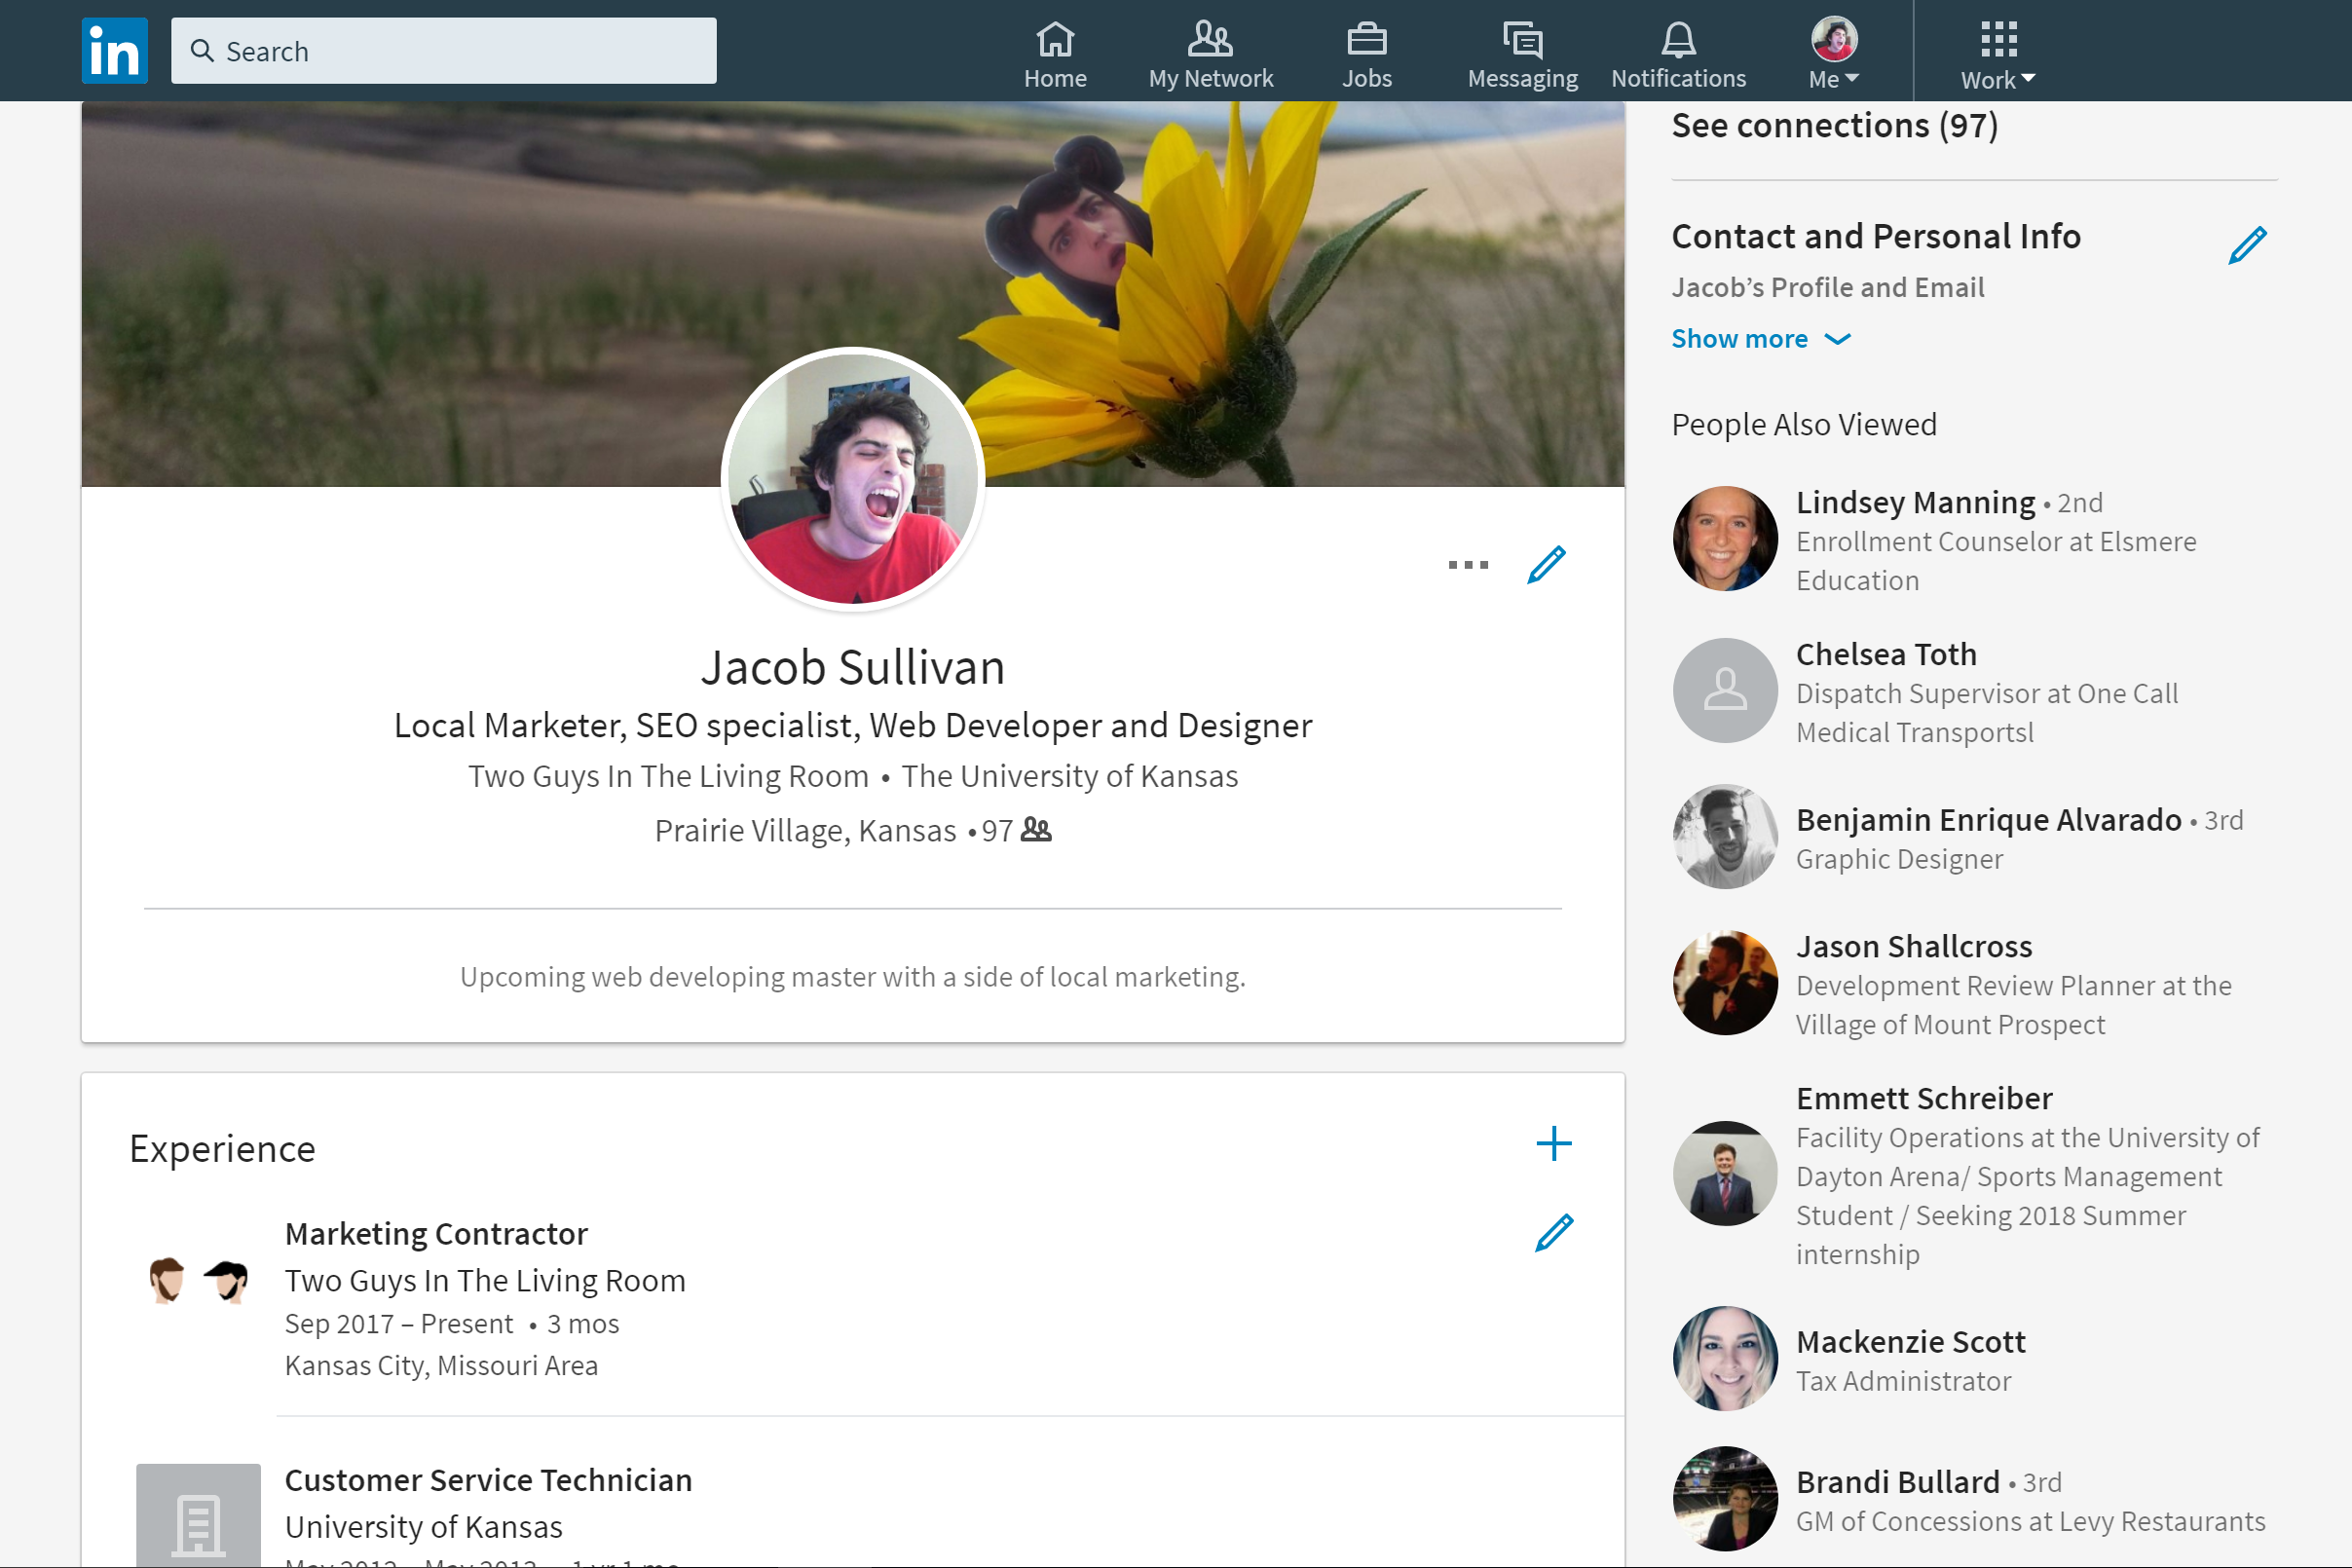 in
Search
Home
My Network
Jobs
Messaging
Notifications
Me
Work
Jacob Sullivan
Local Marketer, SEO specialist, Web Developer and Designer
Two Guys In The Living Room • The University of Kansas
Prairie Village, Kansas • 97
Upcoming web developing master with a side of local marketing.
Experience
Marketing Contractor
Two Guys In The Living Room
Sep 2017 – Present • 3 mos
Kansas City, Missouri Area
Customer Service Technician
University of Kansas
See connections (97)
Contact and Personal Info
Jacob’s Profile and Email
Show more
People Also Viewed
Lindsey Manning • 2nd
Enrollment Counselor at Elsmere
Education
Chelsea Toth
Dispatch Supervisor at One Call
Medical Transportsl
Benjamin Enrique Alvarado • 3rd
Graphic Designer
Jason Shallcross
Development Review Planner at the
Village of Mount Prospect
Emmett Schreiber
Facility Operations at the University of
Dayton Arena/ Sports Management
Student / Seeking 2018 Summer
internship
Mackenzie Scott
Tax Administrator
Brandi Bullard • 3rd
GM of Concessions at Levy Restaurants